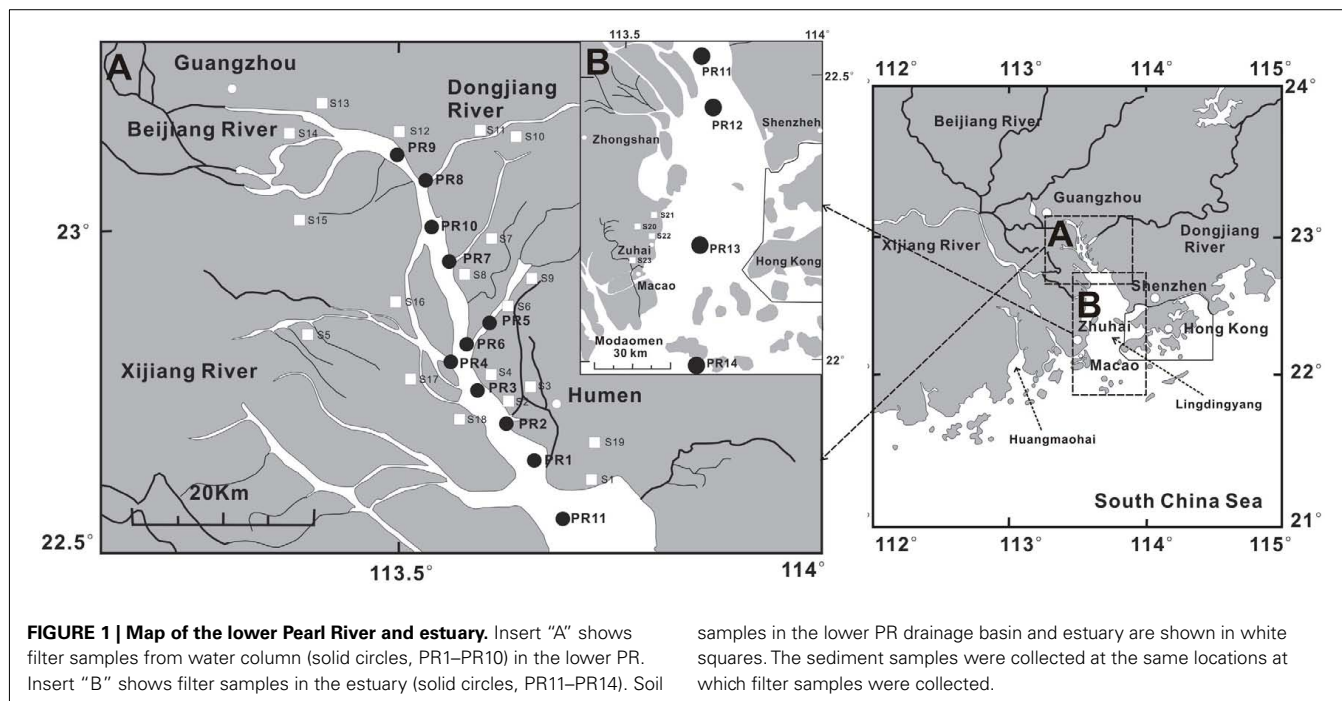 A
Guangzhou
S13
Beijiang River
S14
S12
Dongjiang
River
S11
S10
PR9
PR8
S15
23°
PR10
S7
PR7
S8
S9
S16
S6
PR5
S5
PR6
PR4
Xijiang River
S17
S4
PR3
S3
S2
Humen
S18
PR2
S19
PR1
S1
20Km
PR11
22.5°
113.5°
114°
B
113.5°
114°
PR11
22.5°
PR12
Shenzheh
Zhongshan
S21
S20
S22
Zuhai
S23
PR13
Macao
Hong Kong
Modaomen
30 km
PR14
22°
112°
113°
114°
115°
24°
Beijiang River
Guangzhou
A
23°
XIjiang River
Dongjiang
River
B
Shenzhen
Zhuhai
Hong Kong
Macao
22°
Lingdingyang
Huangmaohai
South China Sea
21°
112°
113°
114°
115°
FIGURE 1 | Map of the lower Pearl River and estuary. Insert “A” shows
filter samples from water column (solid circles, PR1–PR10) in the lower PR.
Insert “B” shows filter samples in the estuary (solid circles, PR11–PR14). Soil
samples in the lower PR drainage basin and estuary are shown in white
squares. The sediment samples were collected at the same locations at
which filter samples were collected.